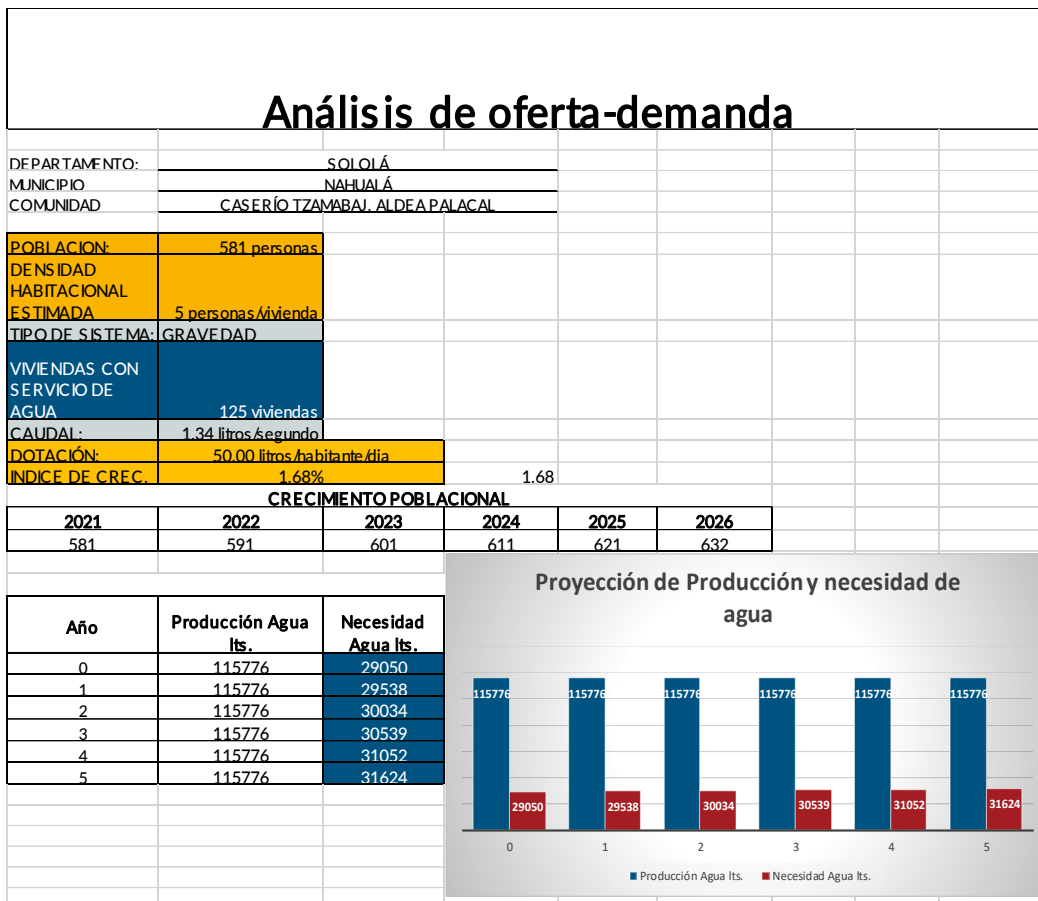 Análisis de oferta-demanda
DEPARTAMENTO: SOLOLÁ
MUNICIPIO NAHUALÁ
COMUNIDAD CASERÍO TZAMABAJ, ALDEA PALACAL
POBLACION: 581 personas
DENSIDAD
HABITACIONAL
ESTIMADA 5 personas/vivienda
TIPO DE SISTEMA: GRAVEDAD
VIVIENDAS CON
SERVICIO DE
AGUA 125 viviendas
CAUDAL: 1.34 litros/segundo
DOTACIÓN: 50.00 litros/habitante/dia
INDICE DE CREC. 1.68% 1.68
CRECIMIENTO POBLACIONAL
2021 2022 2023 2024 2025 2026
581 591 601 611 621 632
Año Producción Agua lts. Necesidad Agua lts.
0 115776 29050
1 115776 29538
2 115776 30034
3 115776 30539
4 115776 31052
5 115776 31624
Proyección de Producción y necesidad de
agua
115776 115776 115776 115776 115776 115776
29050 29538 30034 30539 31052 31624
0 1 2 3 4 5
Producción Agua lts. Necesidad Agua lts.